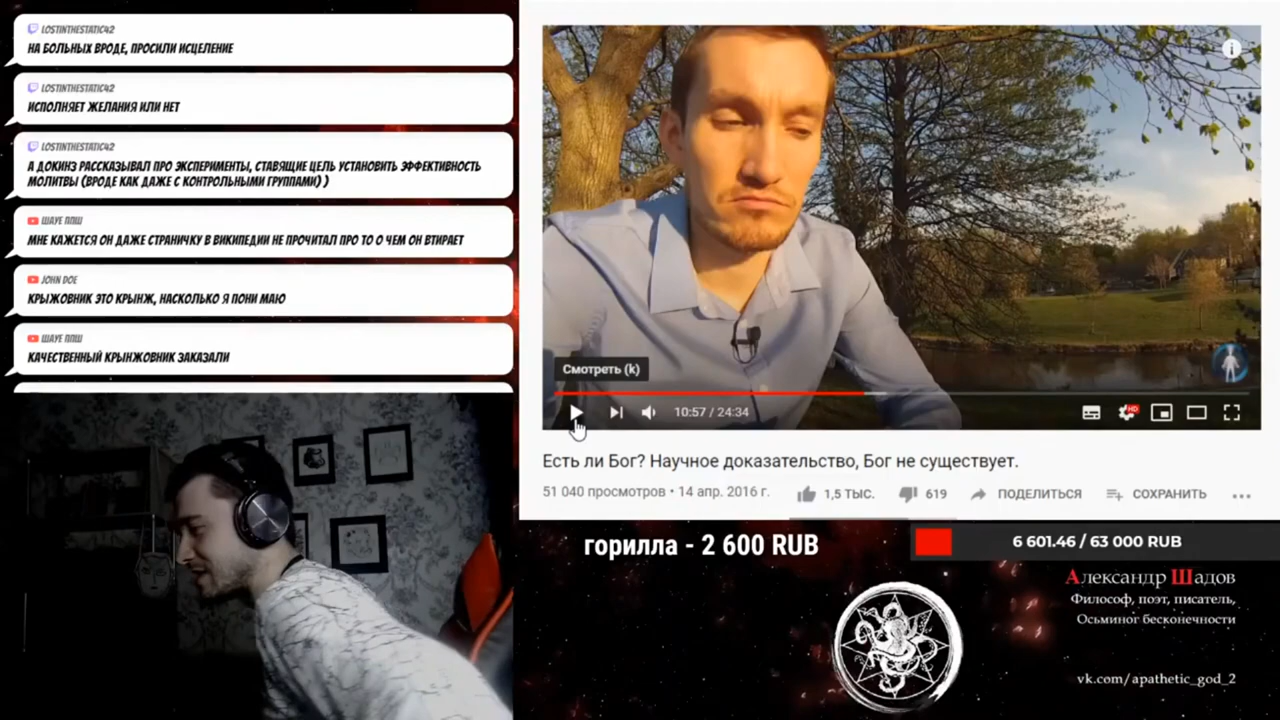 LOSTINTHESTATIC42
НА БОЛЬНЫХ ВРОДЕ, ПРОСИЛИ ИСЦЕЛЕНИЕ
LOSTINTHESTATIC42
ИСПОЛНЯЕТ ЖЕЛАНИЯ ИЛИ НЕТ
LOSTINTHESTATIC42
А ДОКИНЗ РАССКАЗЫВАЛ ПРО ЭКСПЕРИМЕНТЫ, СТАВЯЩИЕ ЦЕЛЬ УСТАНОВИТЬ ЭФФЕКТИВНОСТЬ
МОЛИТВЫ (ВРОДЕ КАК ДАЖЕ С КОНТРОЛЬНЫМИ ГРУППАМИ) )
ШАУЕ ППШ
МНЕ КАЖЕТСЯ ОН ДАЖЕ СТРАНИЧКУ В ВИКИПЕДИИ НЕ ПРОЧИТАЛ ПРО ТО О ЧЕМ ОН ВТИРАЕТ
JOHN DOE
КРЫЖОВНИК ЭТО КРЫНЖ, НАСКОЛЬКО Я ПОНИ МАЮ
ШАУЕ ППШ
КАЧЕСТВЕННЫЙ КРЫНЖОВНИК ЗАКАЗАЛИ
Смотреть (k)
10:57 / 24:34
HD
Есть ли Бог? Научное доказательство, Бог не существует.
51 040 просмотров • 14 апр. 2016 г.
1,5 ТЫС.
619
ПОДЕЛИТЬСЯ
СОХРАНИТЬ
горилла - 2 600 RUB
6 601.46 / 63 000 RUB
Александр Шадов
Философ, поэт, писатель,
Осьминог бесконечности
vk.com/apathetic_god_2